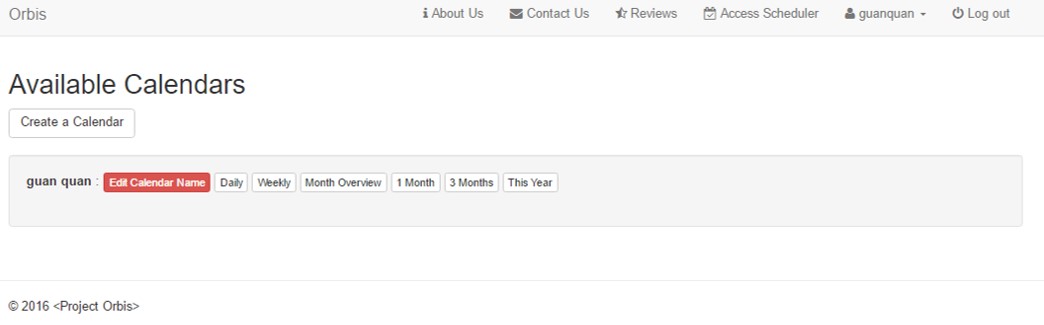 Orbis About Us Contact Us Reviews Access Scheduler guanquan Log out
Available Calendars
Create a Calendar
guan quan : Edit Calendar Name Daily Weekly Month Overview 1 Month 3 Months This Year
© 2016 <Project Orbis>